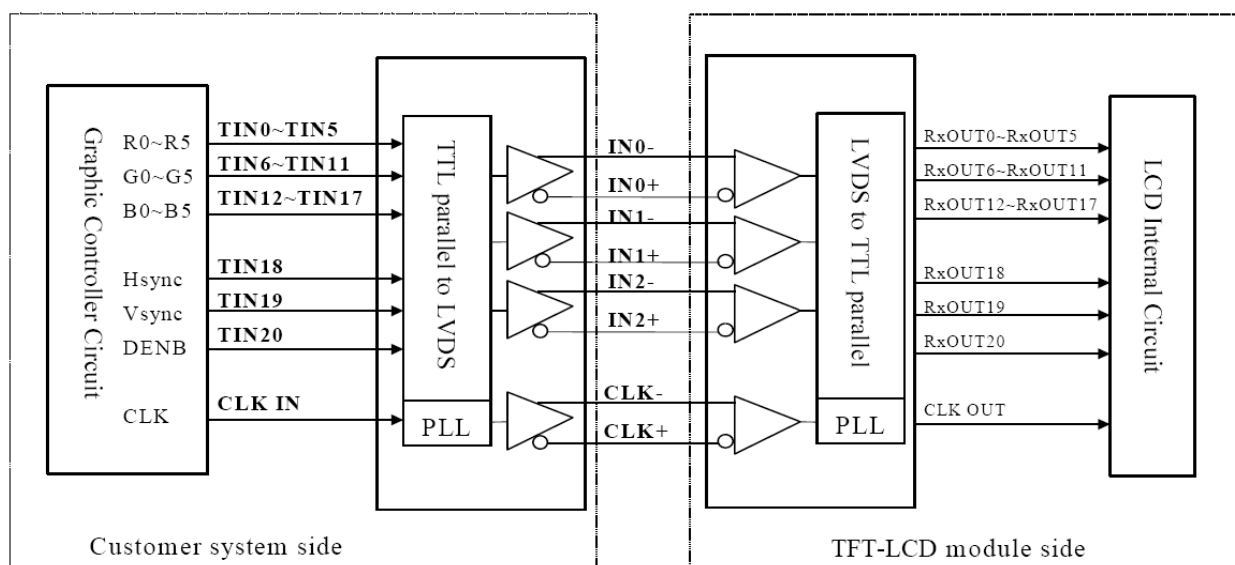 Graphic Controller Circuit
R0~R5
G0~G5
B0~B5
Hsync
Vsync
DENB
CLK
TIN0~TIN5
TIN6~TIN11
TIN12~TIN17
TIN18
TIN19
TIN20
CLK IN
TTL parallel to LVDS
PLL
IN0-
IN0+
IN1-
IN1+
IN2-
IN2+
CLK-
CLK+
LVDS to TTL parallel
PLL
RxOUT0~RxOUT5
RxOUT6~RxOUT11
RxOUT12~RxOUT17
RxOUT18
RxOUT19
RxOUT20
CLK OUT
LCD Internal Circuit
Customer system side
TFT-LCD module side